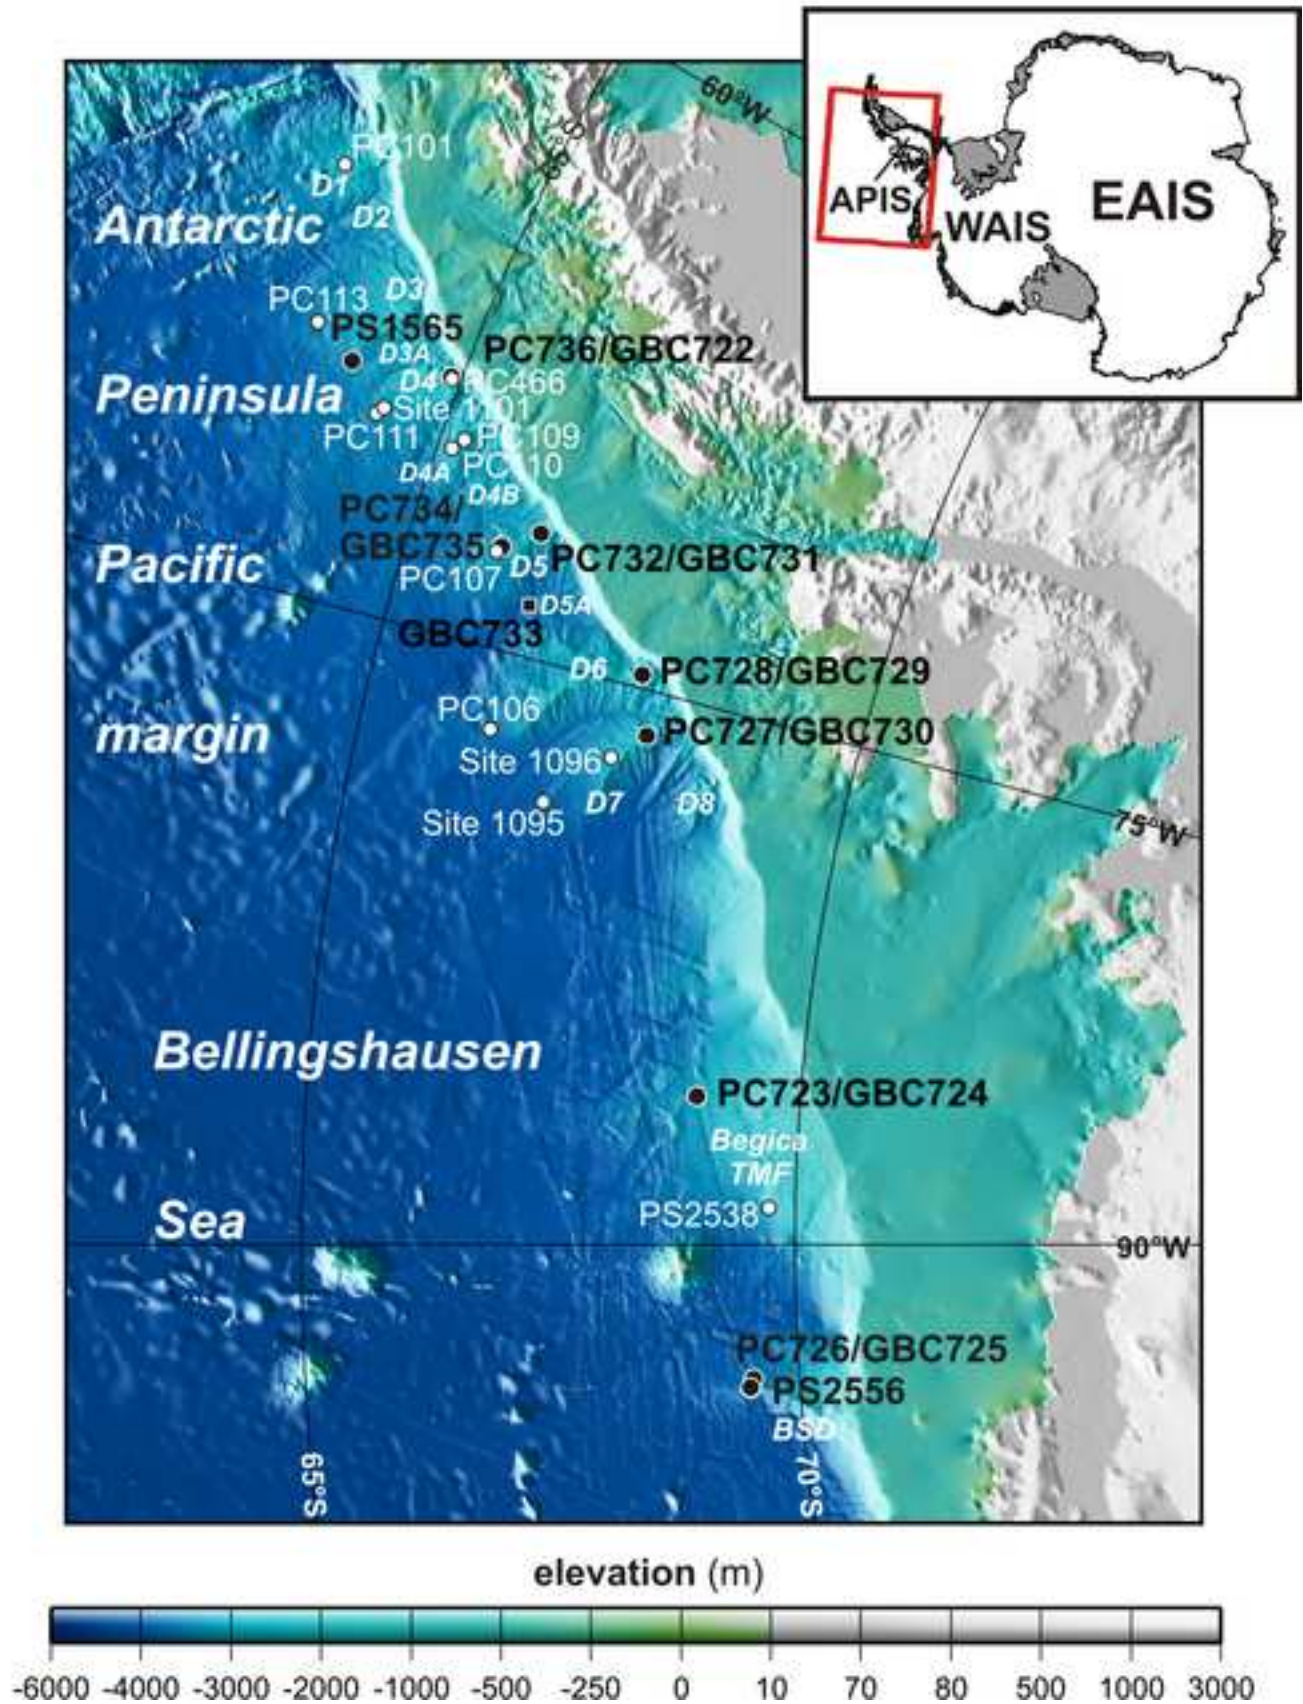 60°W
APIS
WAIS
EAIS
PC101
D1
D2
Antarctic
D3
PC113
PS1565
D3A
PC736/GBC722
D4
PC466
Peninsula
Site 1101
PC111
PC109
PC110
D4A
D4B
PC734/
GBC735
PC732/GBC731
Pacific
PC107
D5
D5A
GBC733
D6
PC728/GBC729
PC106
margin
PC727/GBC730
Site 1096
D7
D8
Site 1095
75°W
Bellingshausen
PC723/GBC724
Begica
TMF
PS2538
Sea
90°W
PC726/GBC725
PS2556
BSD
65°S
70°S
elevation (m)
-6000 -4000 -3000 -2000 -1000 -500 -250 0 10 70 80 500 1000 3000